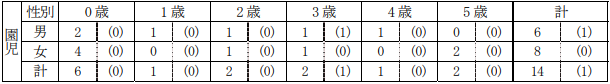 園児 性別 0歳 1歳 2歳 3歳 4歳 5歳 計
男 2 (0) 1 (0) 1 (0) 1 (1) 1 (0) 0 (0) 6 (1)
女 4 (0) 0 (0) 1 (0) 1 (0) 0 (0) 2 (0) 8 (0)
計 6 (0) 1 (0) 2 (0) 2 (1) 1 (0) 2 (0) 14 (1)